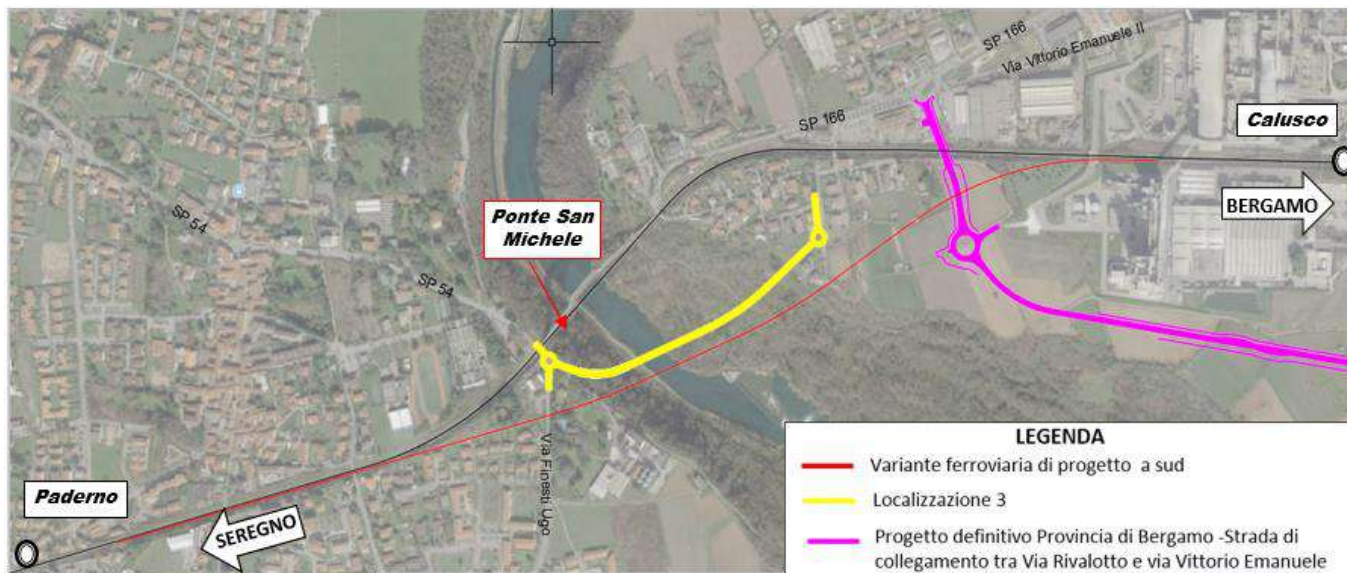 SP 166
Via Vittorio Emanuele II
SP 166
Calusco
BERGAMO
Ponte San
Michele
SP 54
SP 54
Via Finesti Ugo
Paderno
SEREGNO
LEGENDA
Variante ferroviaria di progetto a sud
Localizzazione 3
Progetto definitivo Provincia di Bergamo -Strada di
collegamento tra Via Rivalotto e via Vittorio Emanuele